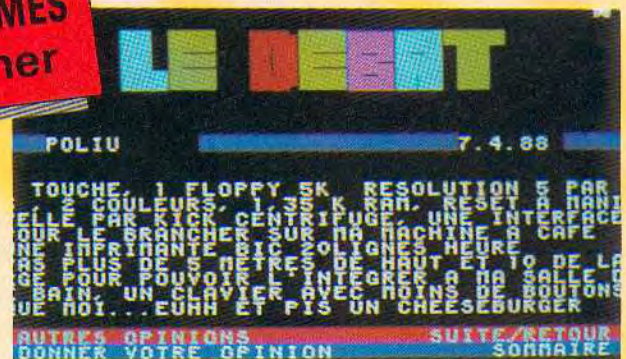 MES
ner
LE DEBAT
POLIU 7.4.88
TOUCHE, 1 FLOPPY 5K RESOLUTION 5 PAR
, 2 COULEURS, 1,35 K RAM, RESET A MANI
ELLE PAR KICK CENTRIFUGE, UNE INTERFACE
OUR LE BRANCHER SUR MA MACHINE A CAFE
NE IMPRIMANTE BIC 20LIGNES HEURE
AS PLUS DE 5 METRES DE HAUT ET 10 DE LA
GE POUR POUVOIR L'INTEGRER A MA SALLE-D
E BAIN, UN CLAVIER AVEC MOINS DE BOUTONS
UE MOI...EUHH ET PIS UN CHEESEBURGER
AUTRES OPINIONS SUITE/RETOUR
DONNER VOTRE OPINION SOMMAIRE